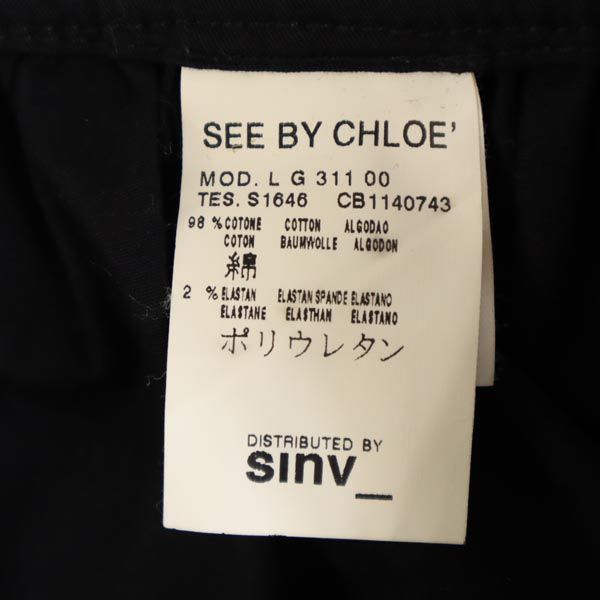 SEE BY CHLOE'
MOD. L G 311 00
TES. S1646 CB1140743
98 % COTONE COTTON ALGODAO
COTON BAUMWOLLE ALGODON
綿
2 % ELASTAN ELASTAN SPANDE ELASTANO
ELASTANE ELASTHAM ELASTANO
ポリウレタン
DISTRIBUTED BY
sinv_